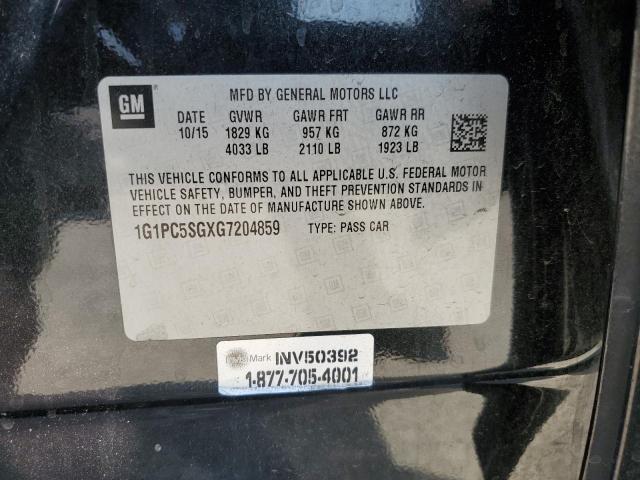 GM
MFD BY GENERAL MOTORS LLC
DATE GVWR GAWR FRT GAWR RR
10/15 1829 KG 957 KG 872 KG
4033 LB 2110 LB 1923 LB
THIS VEHICLE CONFORMS TO ALL APPLICABLE U.S. FEDERAL MOTOR
VEHICLE SAFETY, BUMPER, AND THEFT PREVENTION STANDARDS IN
EFFECT ON THE DATE OF MANUFACTURE SHOWN ABOVE.
1G1PC5SGXG7204859 TYPE: PASS CAR
Mark INV50392
1-877-705-4001